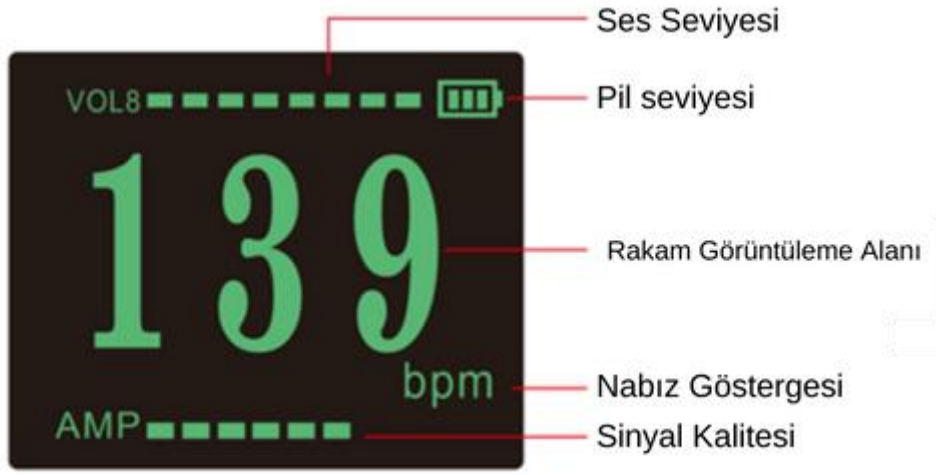 Ses Seviyesi
VOL8
Pil seviyesi
139
Rakam Görüntüleme Alanı
bpm
Nabız Göstergesi
AMP
Sinyal Kalitesi